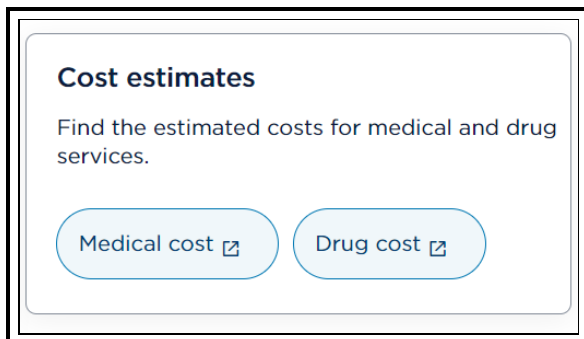 Cost estimates
Find the estimated costs for medical and drug
services.
Medical cost
Drug cost